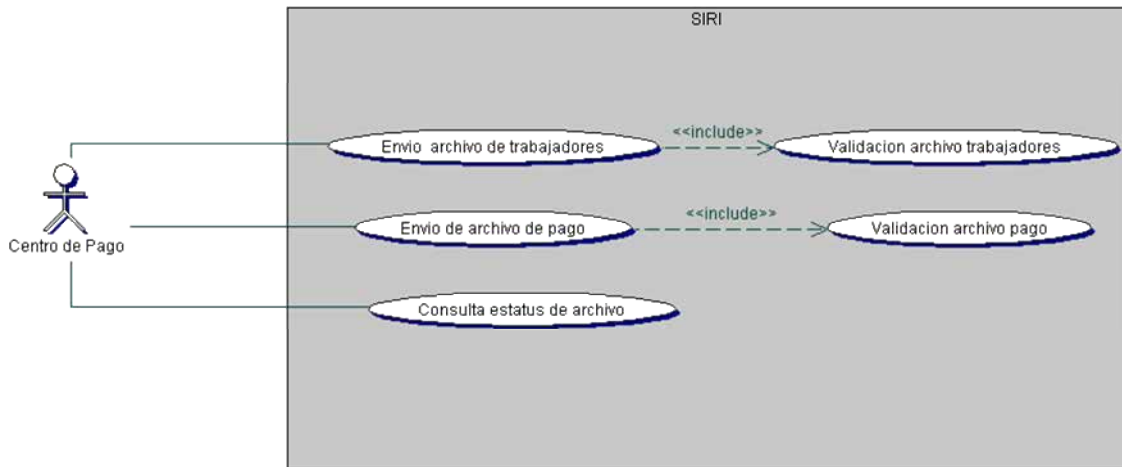 SIRI
<<include>>
Envio archivo de trabajadores
Validacion archivo trabajadores
<<include>>
Centro de Pago
Envio de archivo de pago
Validacion archivo pago
Consulta estatus de archivo